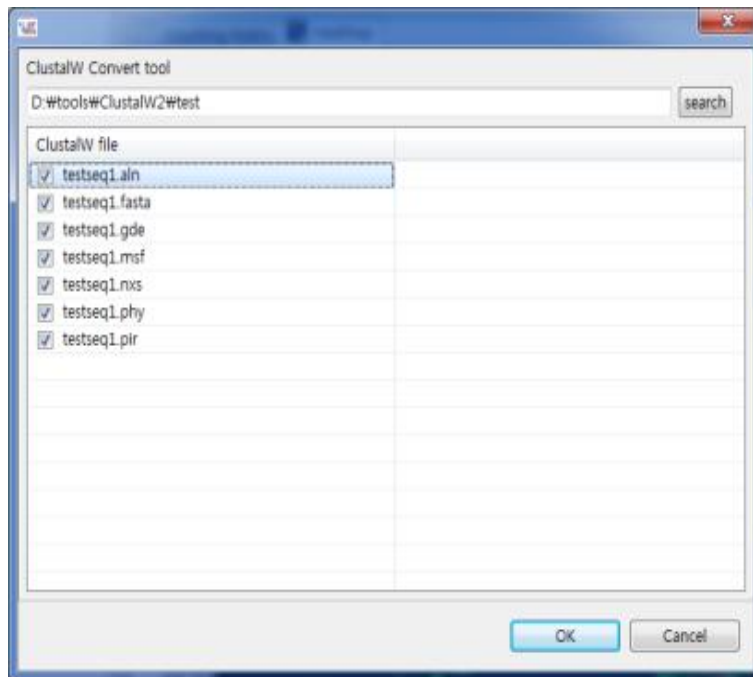 ClustalW Convert tool
D:₩tools₩ClustalW2₩test
search
ClustalW file
testseq1.aln
testseq1.fasta
testseq1.gde
testseq1.msf
testseq1.nxs
testseq1.phy
testseq1.pir
OK
Cancel